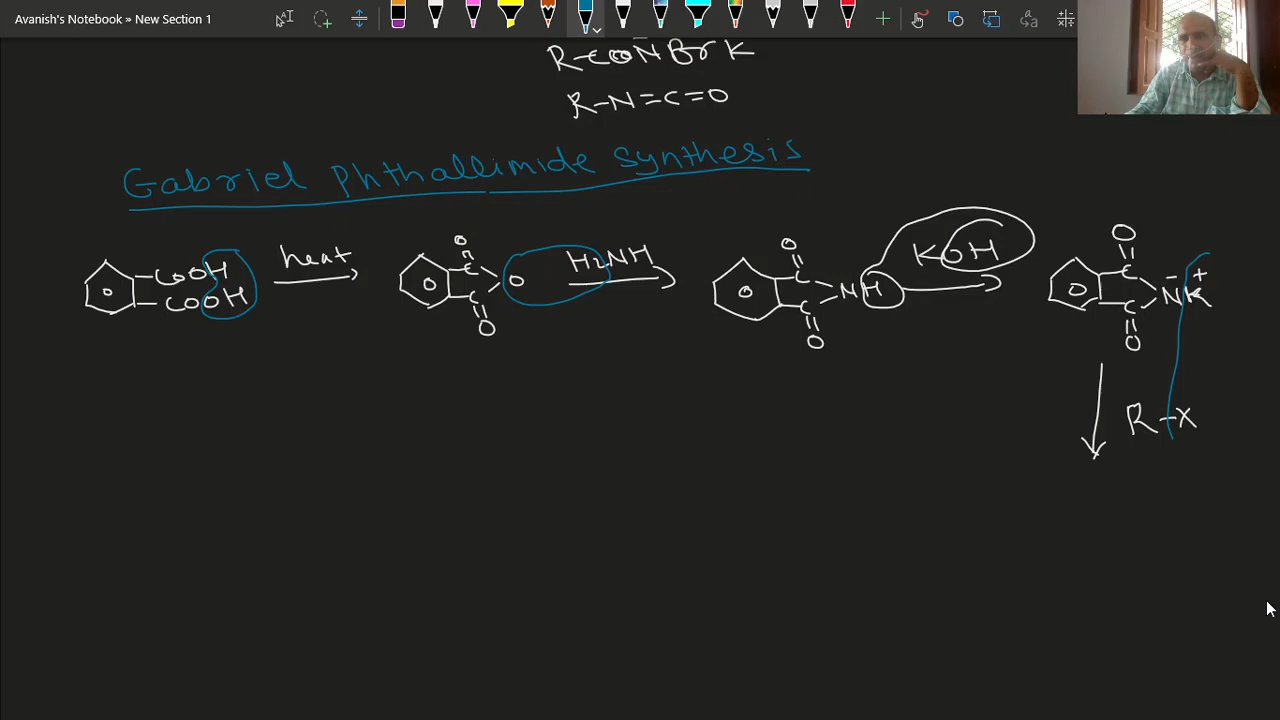 Avanish's Notebook » New Section 1
R-CONBrK
R-N=C=O
Gabriel Phthallimide synthesis
COOH
COOH
heat
O
C
O
C
O
H2NH
O
C
NH
C
O
KOH
O
C
N̄K⁺
C
O
R-X